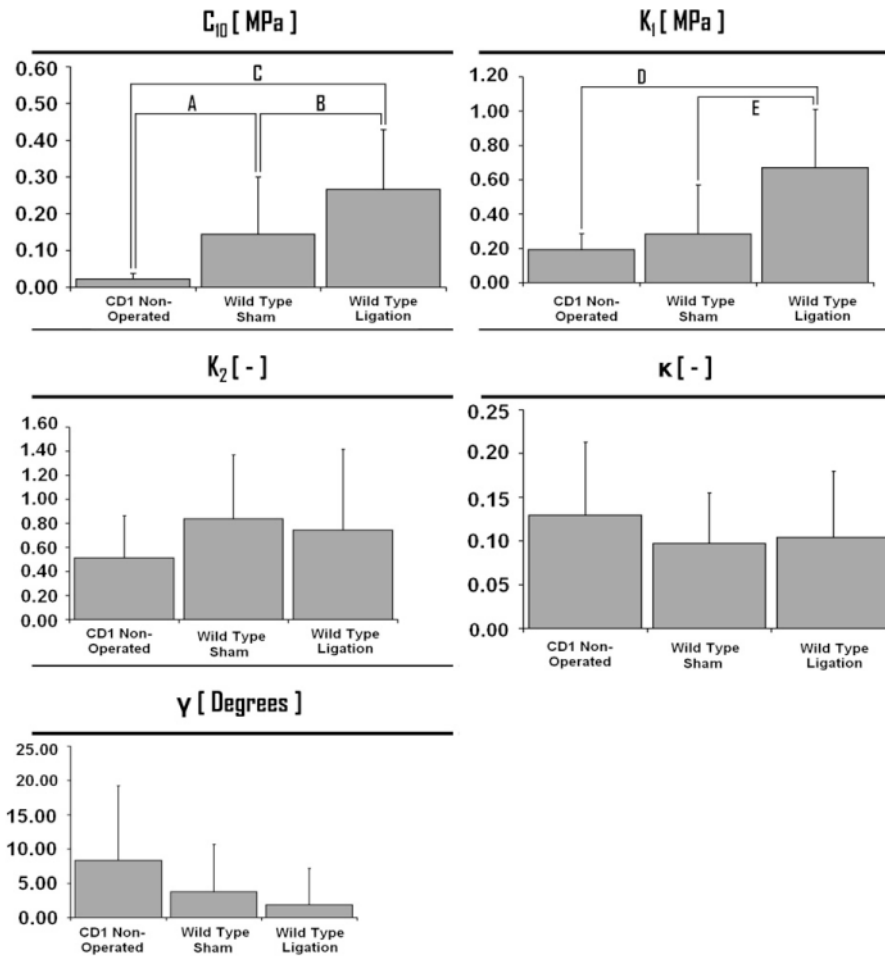 C10 [ MPa ]
0.60
0.50
0.40
0.30
0.20
0.10
0.00
C
A
B
CD1 Non-
Operated
Wild Type
Sham
Wild Type
Ligation
K1 [ MPa ]
1.20
1.00
0.80
0.60
0.40
0.20
0.00
D
E
CD1 Non-
Operated
Wild Type
Sham
Wild Type
Ligation
K2 [ - ]
1.60
1.40
1.20
1.00
0.80
0.60
0.40
0.20
0.00
CD1 Non-
Operated
Wild Type
Sham
Wild Type
Ligation
κ [ - ]
0.25
0.20
0.15
0.10
0.05
0.00
CD1 Non-
Operated
Wild Type
Sham
Wild Type
Ligation
γ [ Degrees ]
25.00
20.00
15.00
10.00
5.00
0.00
CD1 Non-
Operated
Wild Type
Sham
Wild Type
Ligation